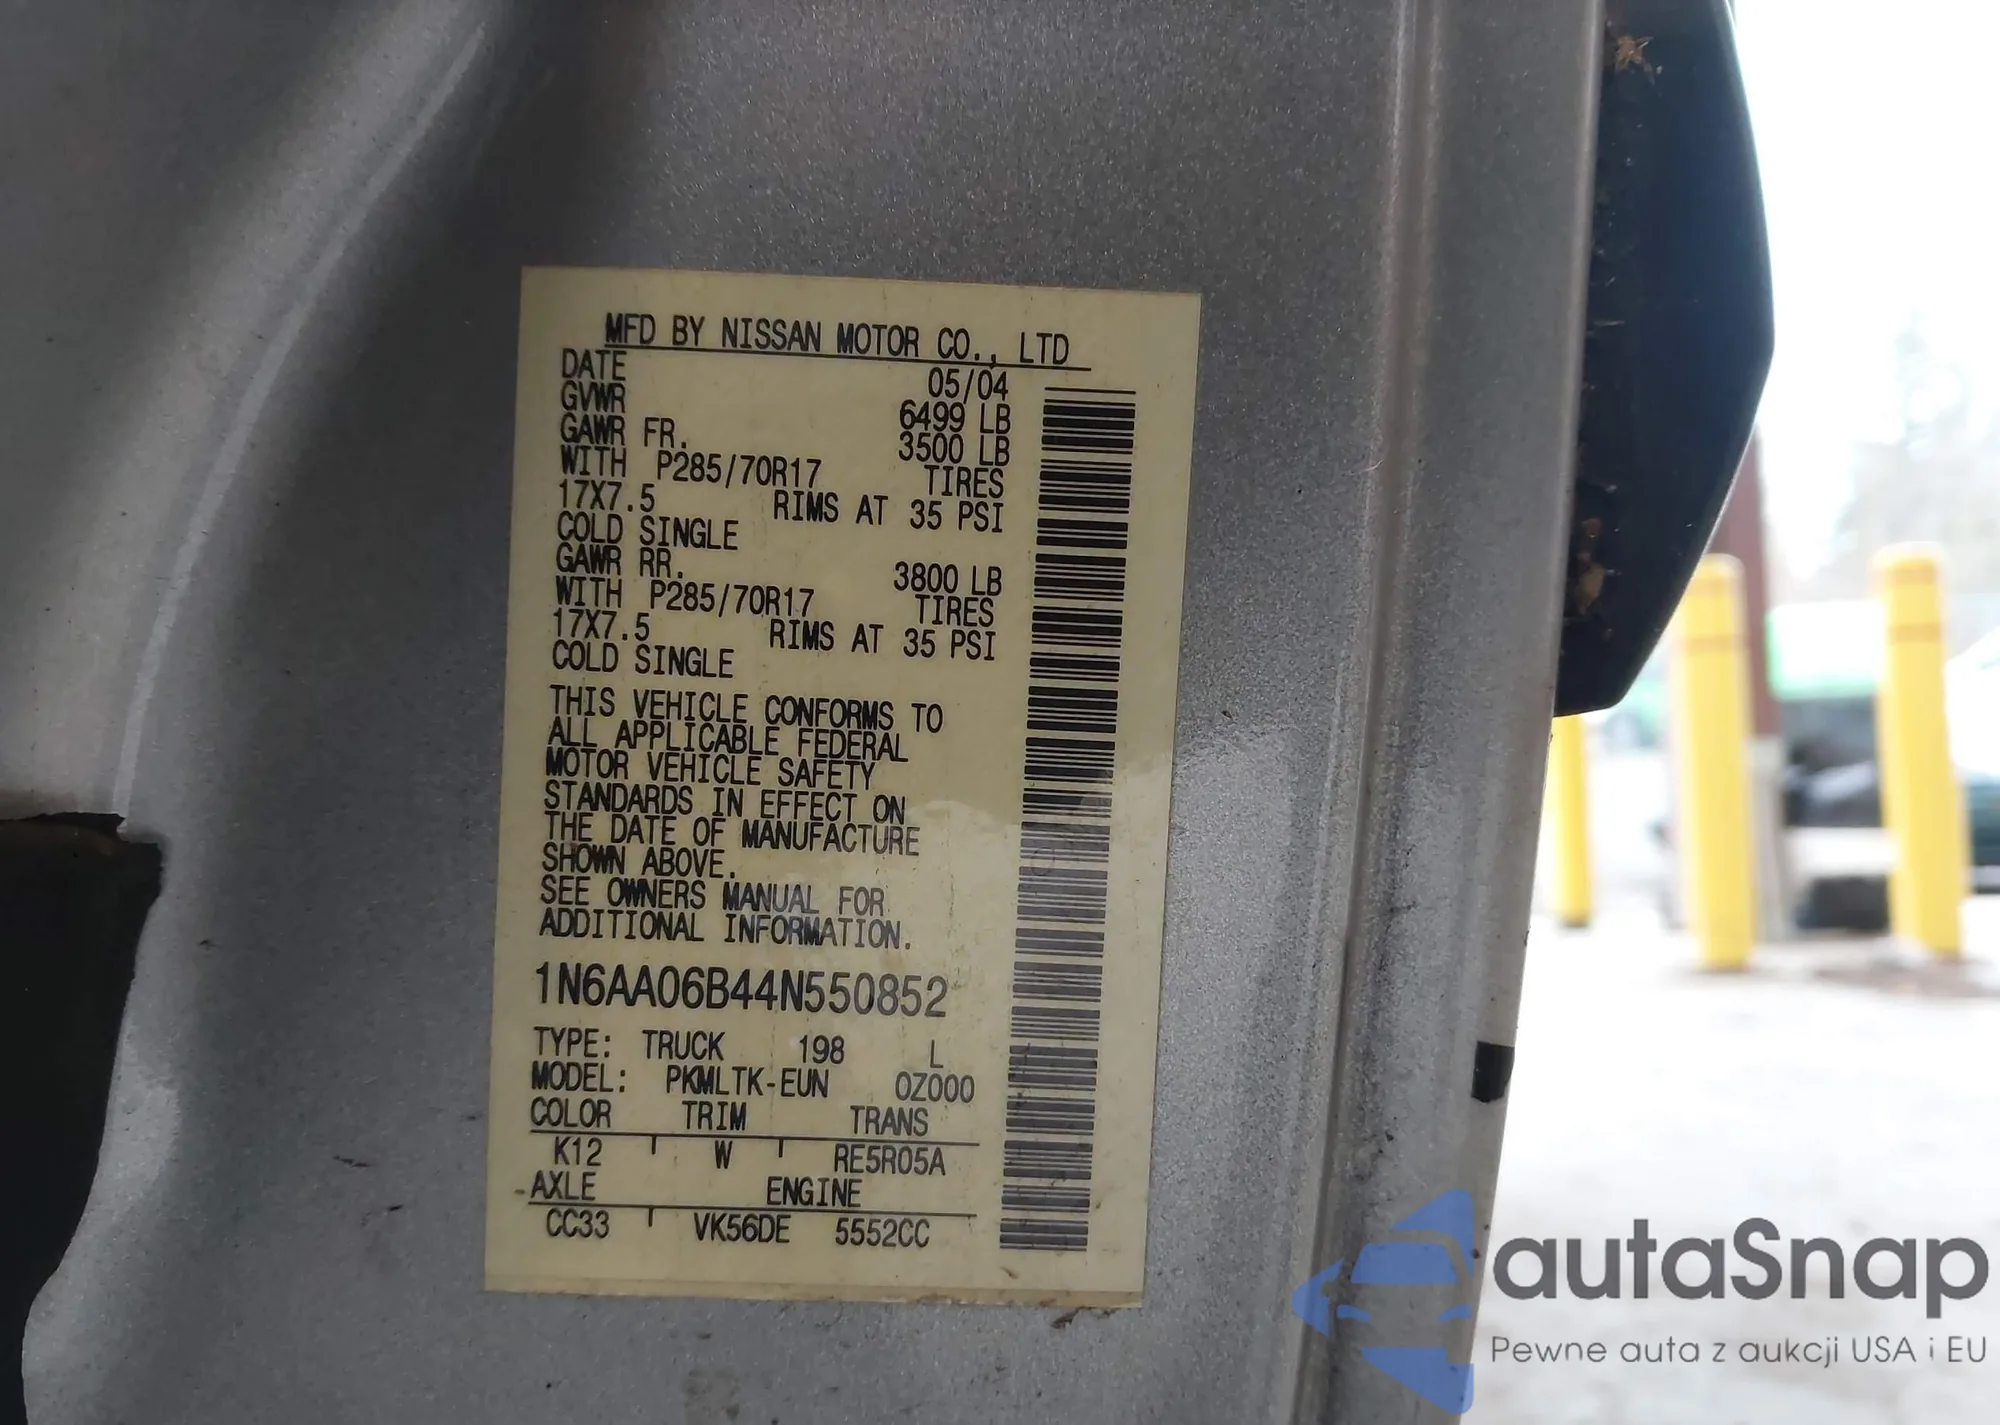 MFD BY NISSAN MOTOR CO., LTD
DATE 05/04
GVWR 6499 LB
GAWR FR. 3500 LB
WITH P285/70R17 TIRES
17X7.5 RIMS AT 35 PSI
COLD SINGLE
GAWR RR. 3800 LB
WITH P285/70R17 TIRES
17X7.5 RIMS AT 35 PSI
COLD SINGLE
THIS VEHICLE CONFORMS TO
ALL APPLICABLE FEDERAL
MOTOR VEHICLE SAFETY
STANDARDS IN EFFECT ON
THE DATE OF MANUFACTURE
SHOWN ABOVE.
SEE OWNERS MANUAL FOR
ADDITIONAL INFORMATION.
1N6AA06B44N550852
TYPE: TRUCK 198 L
MODEL: PKMLTK-EUN 0Z000
COLOR TRIM TRANS
K12 W RE5R05A
AXLE ENGINE
CC33 VK56DE 5552CC
autaSnap
Pewne auta z aukcji USA i EU